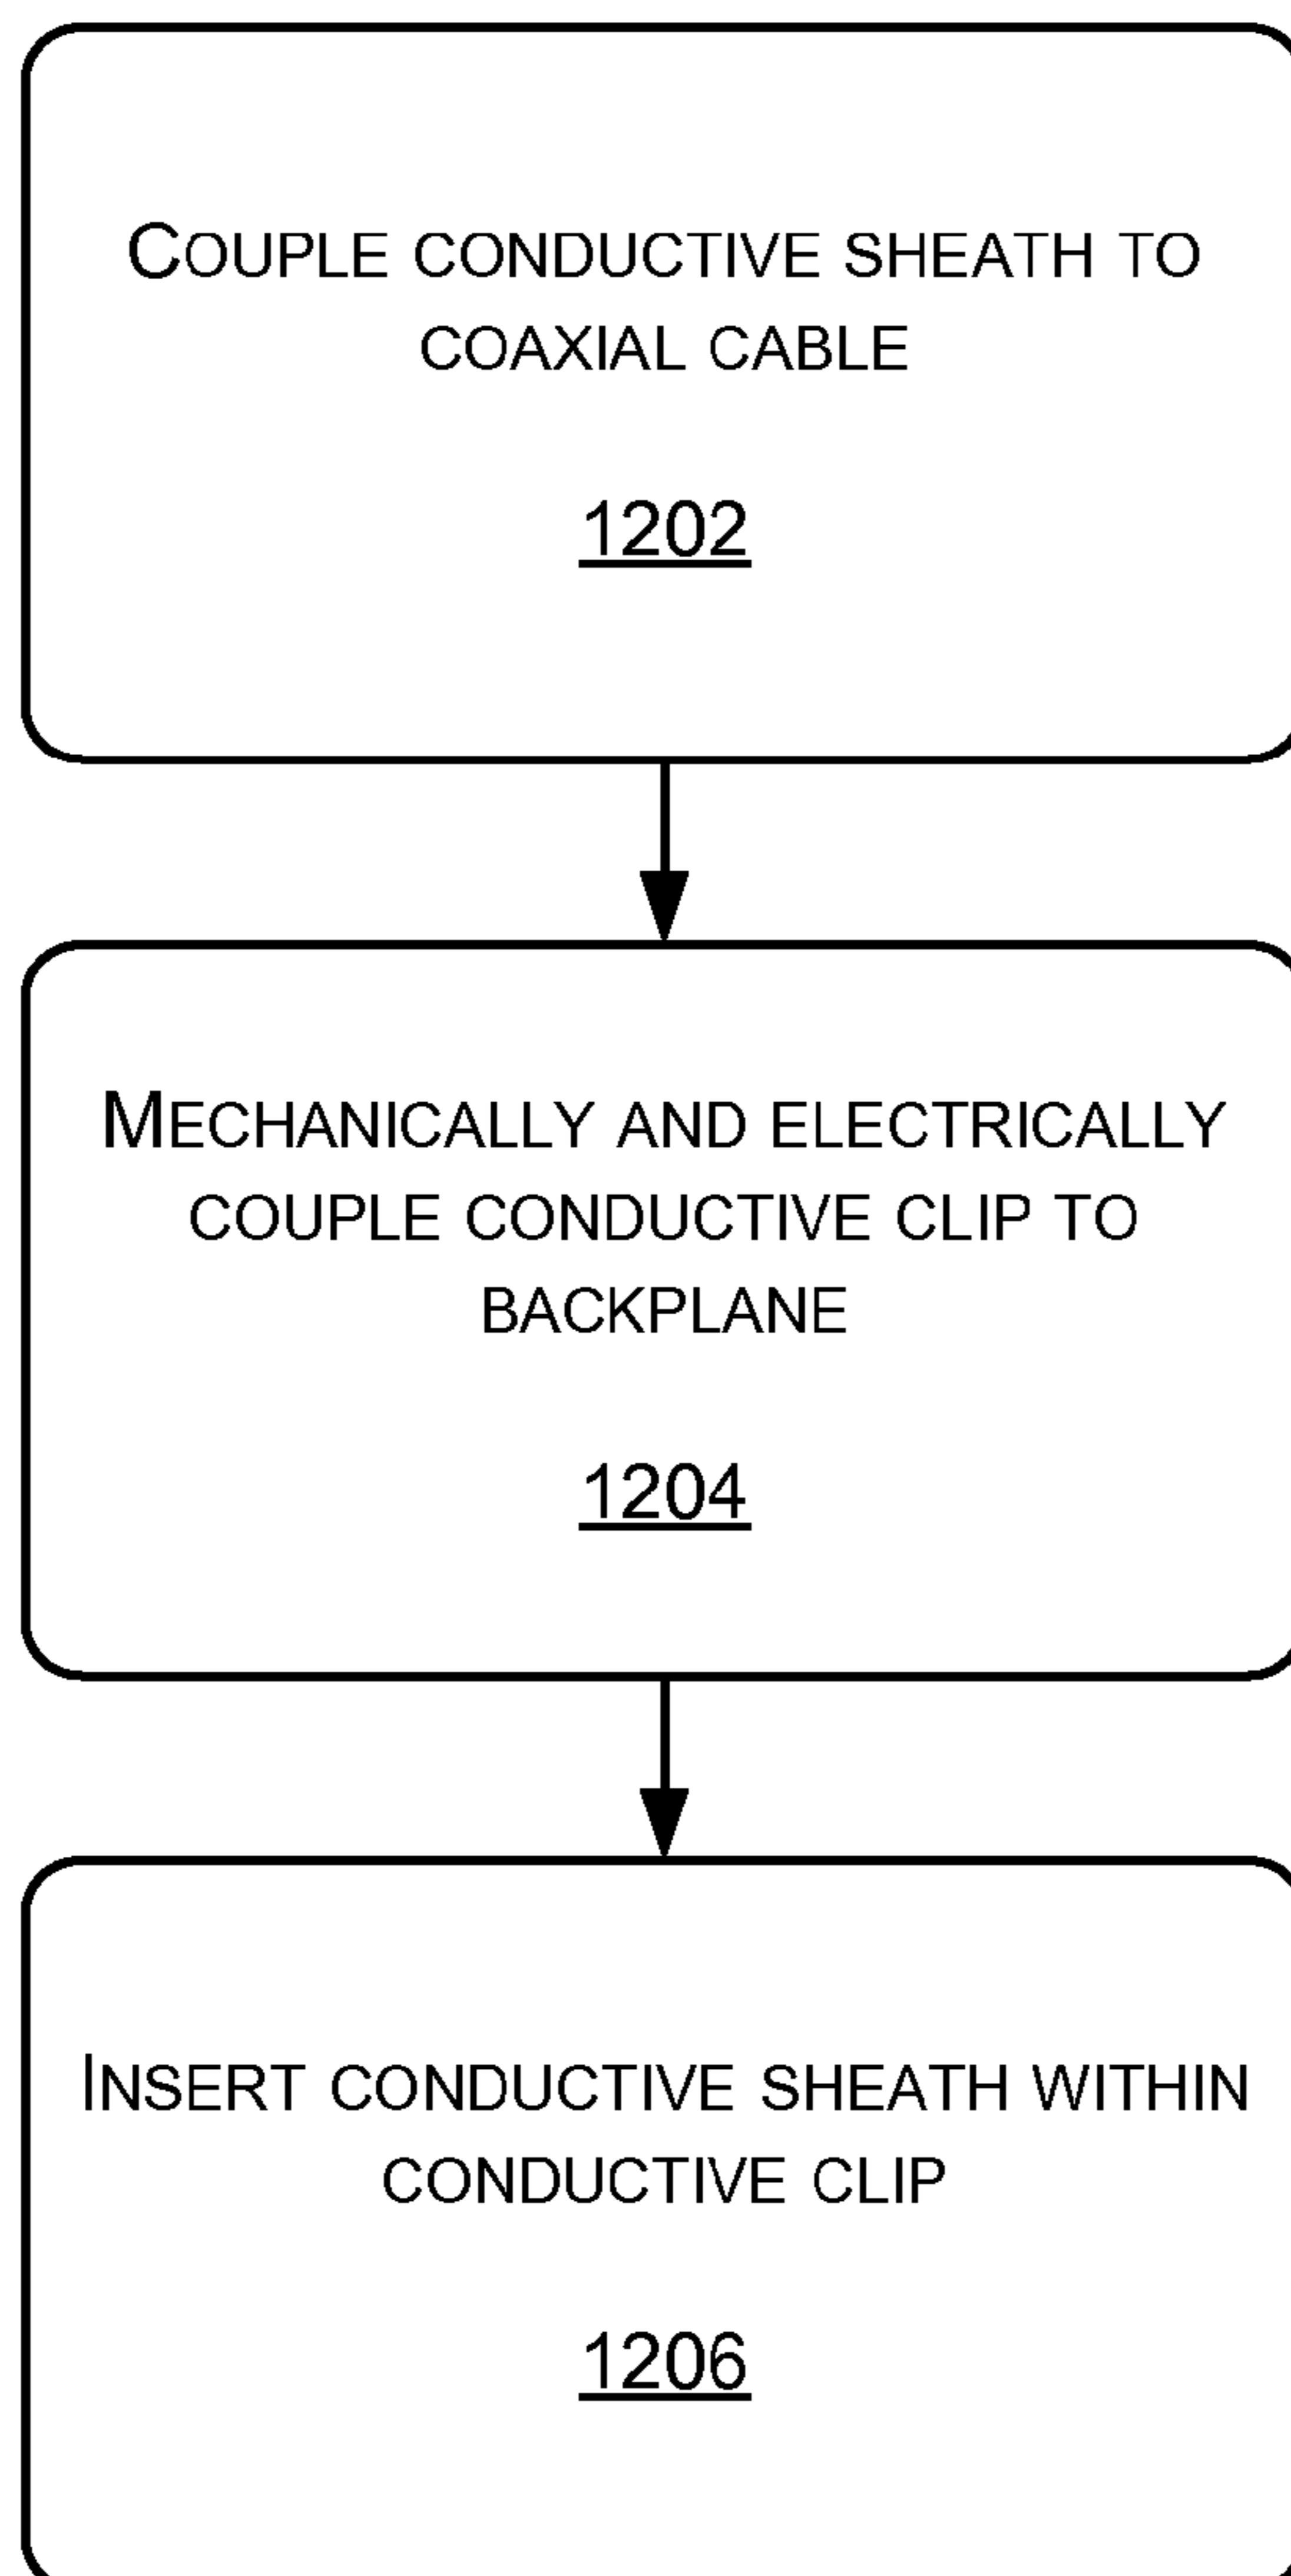 COUPLE CONDUCTIVE SHEATH TO
COAXIAL CABLE
1202
MECHANICALLY AND ELECTRICALLY
COUPLE CONDUCTIVE CLIP TO
BACKPLANE
1204
INSERT CONDUCTIVE SHEATH WITHIN
CONDUCTIVE CLIP
1206